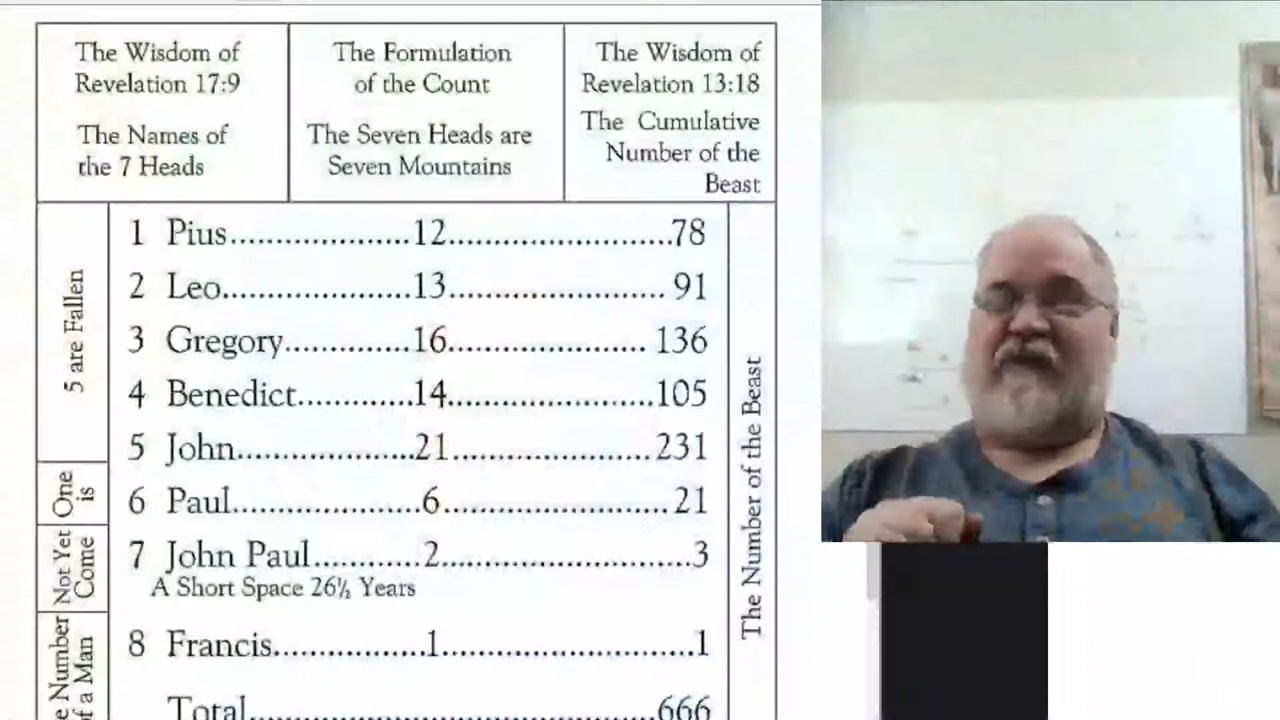 The Wisdom of
Revelation 17:9
The Names of
the 7 Heads
The Formulation
of the Count
The Seven Heads are
Seven Mountains
The Wisdom of
Revelation 13:18
The Cumulative
Number of the
Beast
5 are Fallen
1 Pius....................12..........................78
2 Leo.....................13......................... 91
3 Gregory..............16....................... 136
4 Benedict.............14........................105
5 John....................21........................231
One
is
6 Paul.....................6...........................21
Not Yet
Come
7 John Paul............2.............................3
A Short Space 26½ Years
8 Francis.................1.............................1
Number
of a Man
Total..............................................666
The Number of the Beast